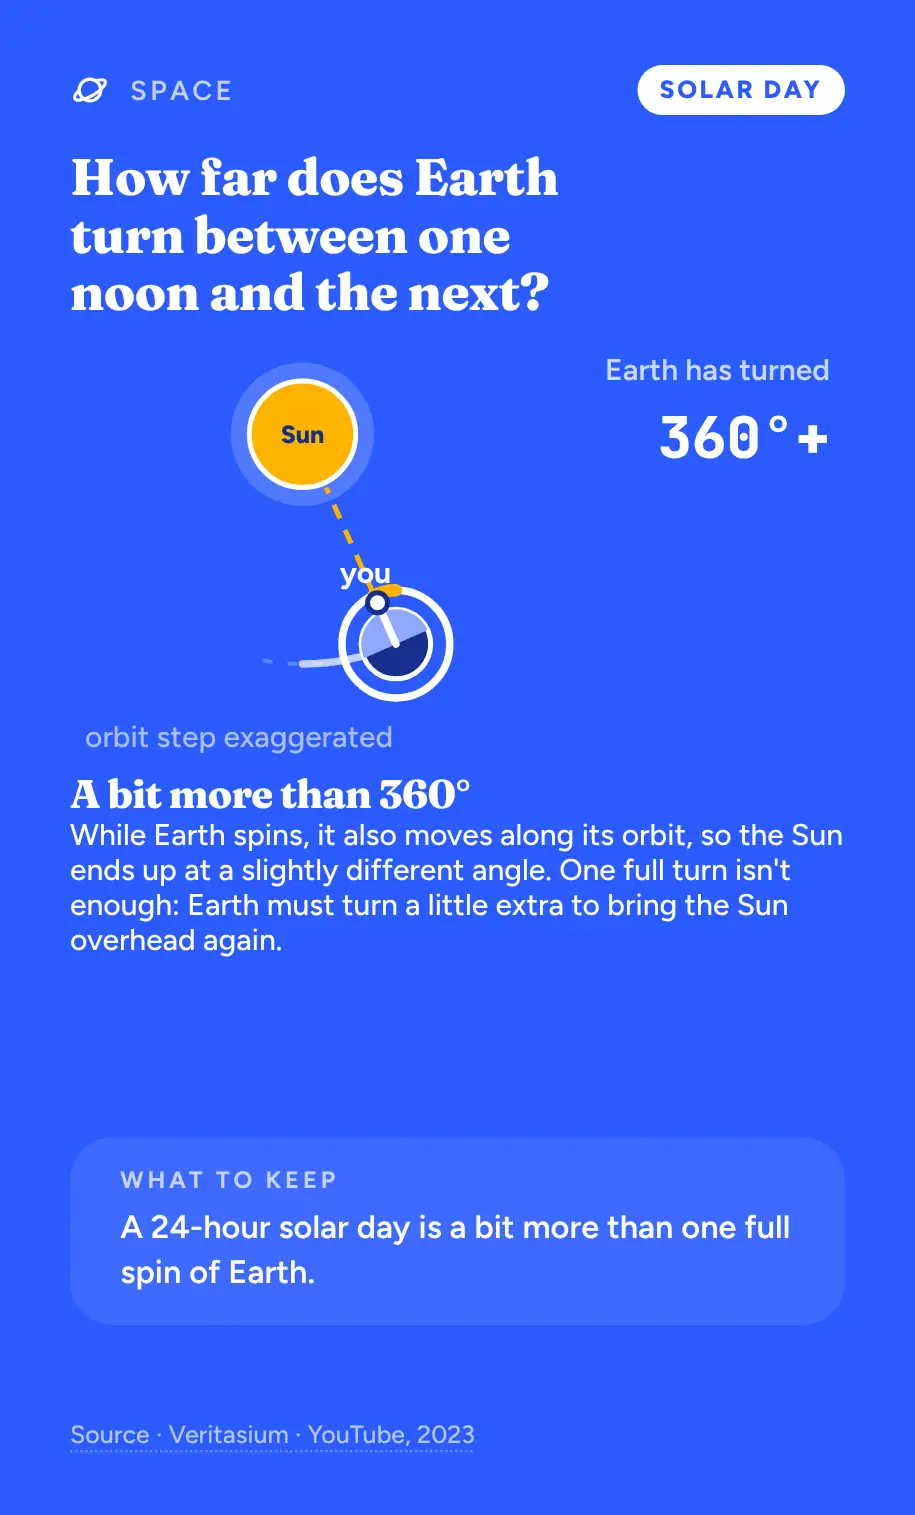 SPACE
SOLAR DAY
How far does Earth
turn between one
noon and the next?
Earth has turned
360°+
Sun
you
orbit step exaggerated
A bit more than 360°
While Earth spins, it also moves along its orbit, so the Sun
ends up at a slightly different angle. One full turn isn't
enough: Earth must turn a little extra to bring the Sun
overhead again.
WHAT TO KEEP
A 24-hour solar day is a bit more than one full
spin of Earth.
Source · Veritasium · YouTube, 2023